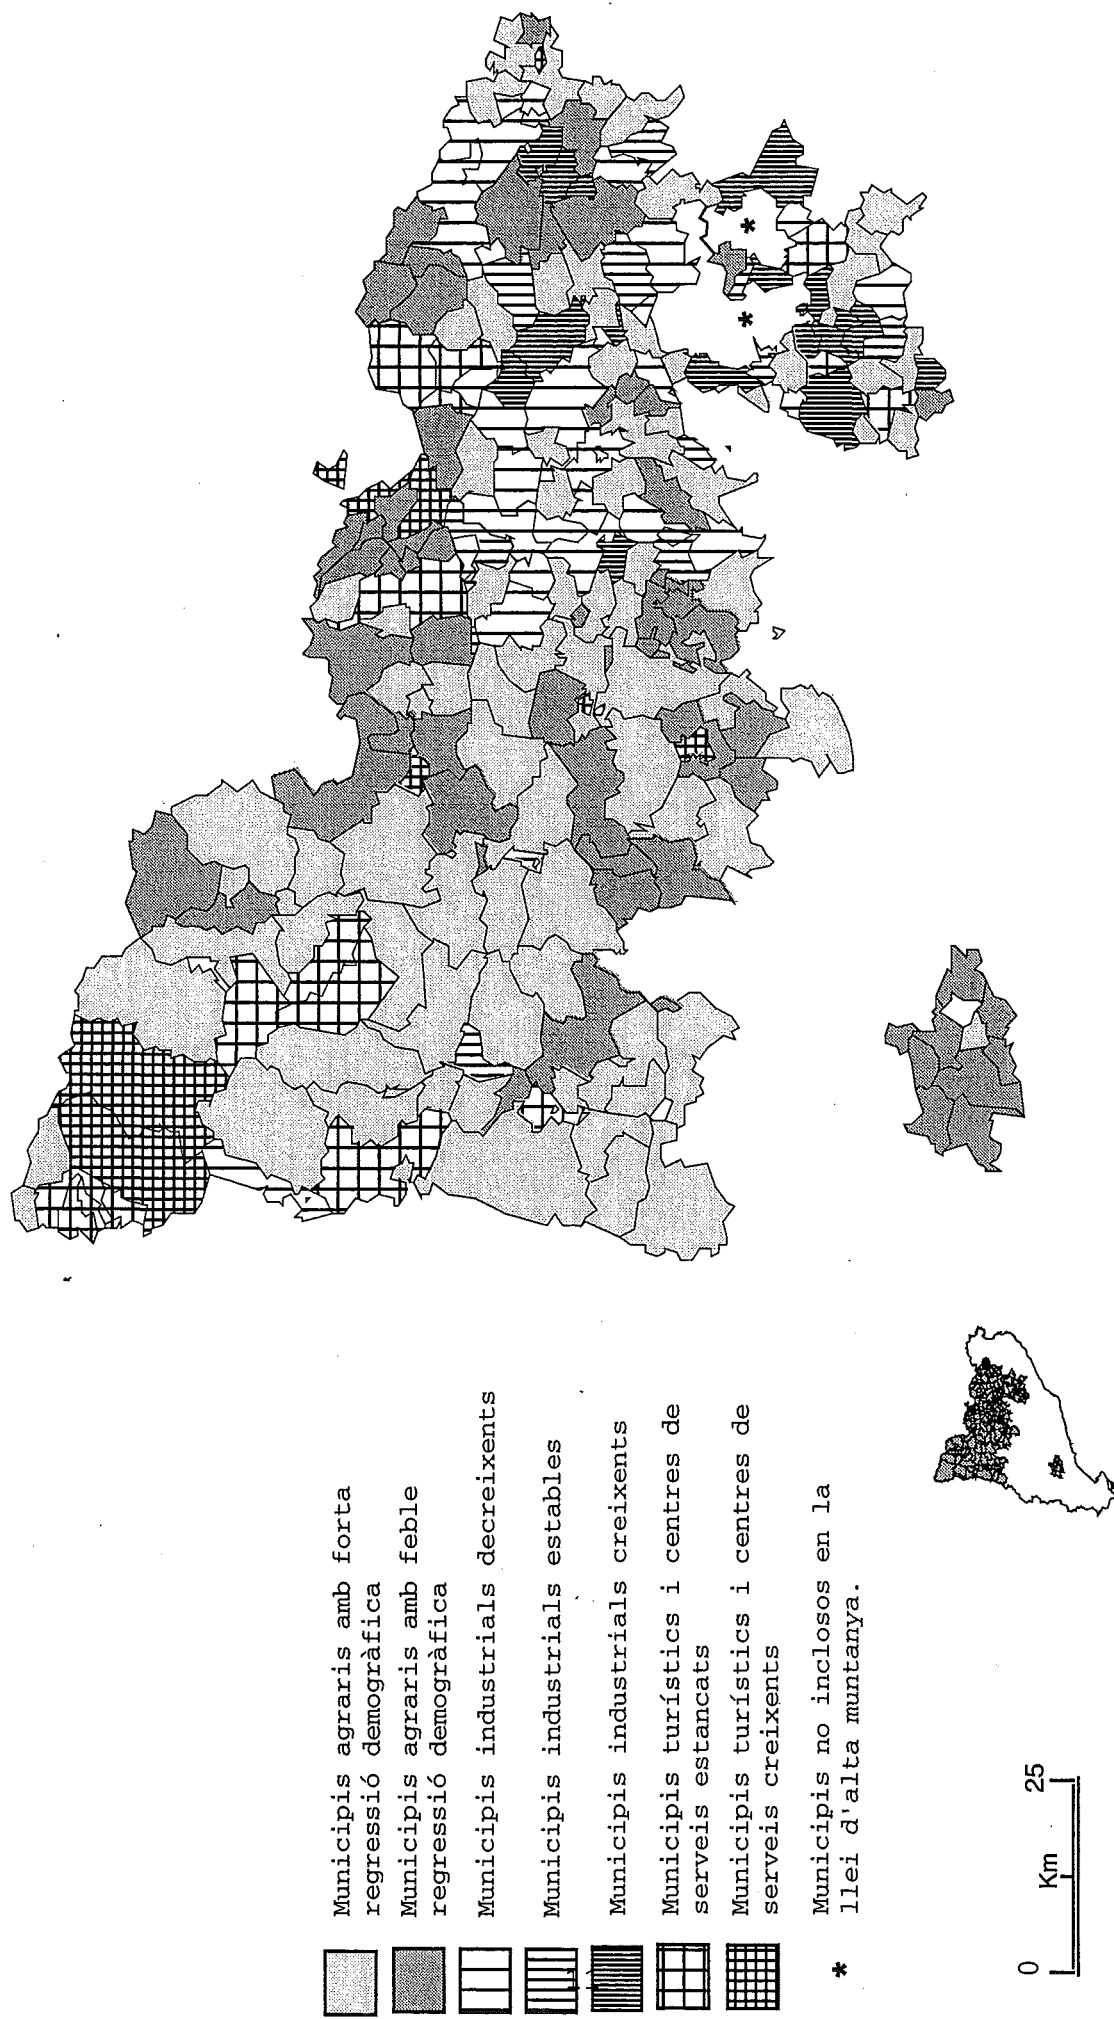 Municipis agraris amb forta
regressió demogràfica
Municipis agraris amb feble
regressió demogràfica
Municipis industrials decreixents
Municipis industrials estables
Municipis industrials creixents
Municipis turístics i centres de
serveis estancats
Municipis turístics i centres de
serveis creixents
* Municipis no inclosos en la
llei d'alta muntanya.
0 Km 25
*
*